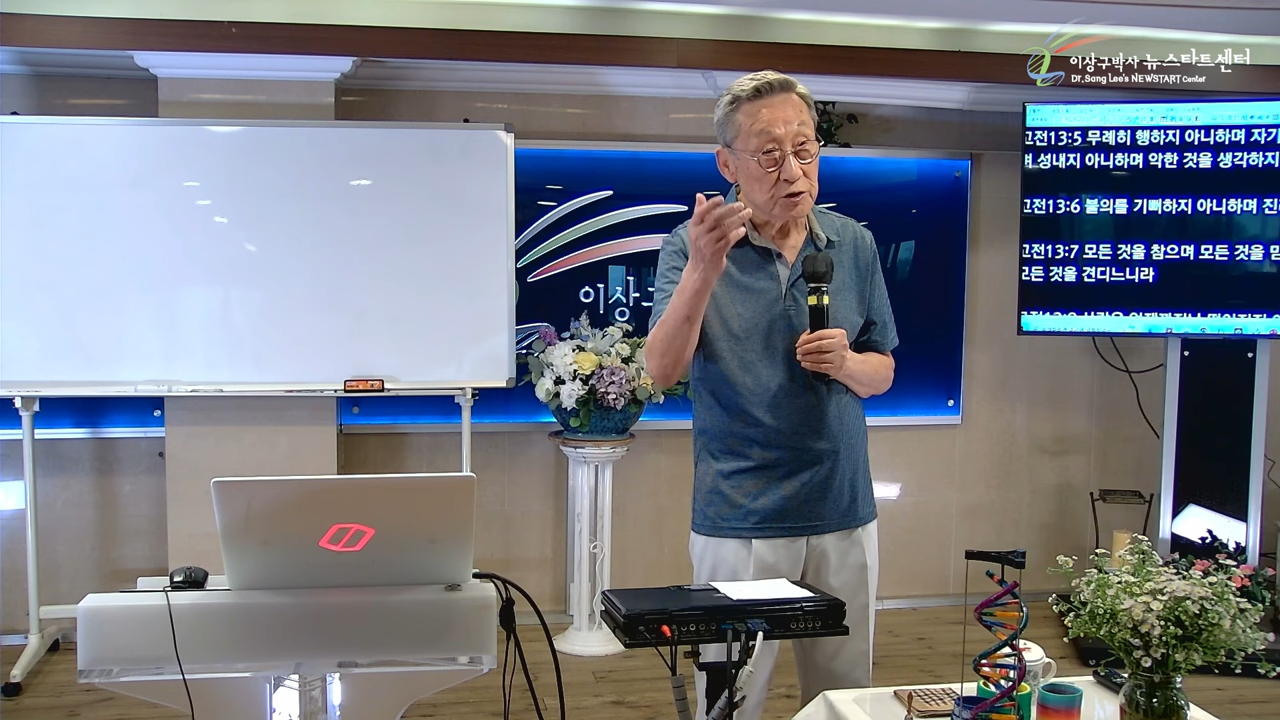 이상구박사 뉴스타트센터
Dr. Sang Lee's NEWSTART Center
고전13:5 무례히 행하지 아니하며 자기
성내지 아니하며 악한 것을 생각하지
고전13:6 불의를 기뻐하지 아니하며
고전13:7 모든 것을 참으며 모든 것을
모든 것을 견디느니라
이상